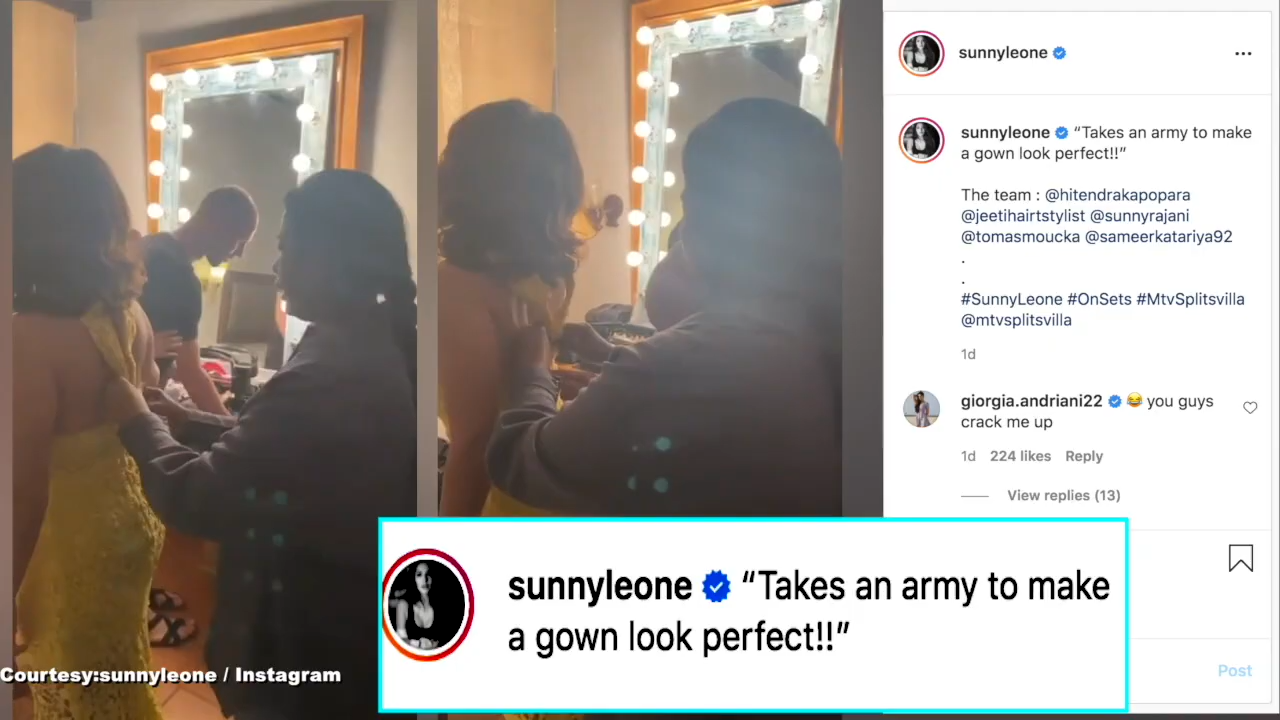 sunnyleone
sunnyleone “Takes an army to make
a gown look perfect!!”
The team : @hitendrakapopara
@jeetihairtstylist @sunnyrajani
@tomasmoucka @sameerkatariya92
.
.
#SunnyLeone #OnSets #MtvSplitsvilla
@mtvsplitsvilla
1d
giorgia.andriani22 😂 you guys
crack me up
1d 224 likes Reply
View replies (13)
sunnyleone “Takes an army to make
a gown look perfect!!”
Post
Courtesy:sunnyleone / Instagram